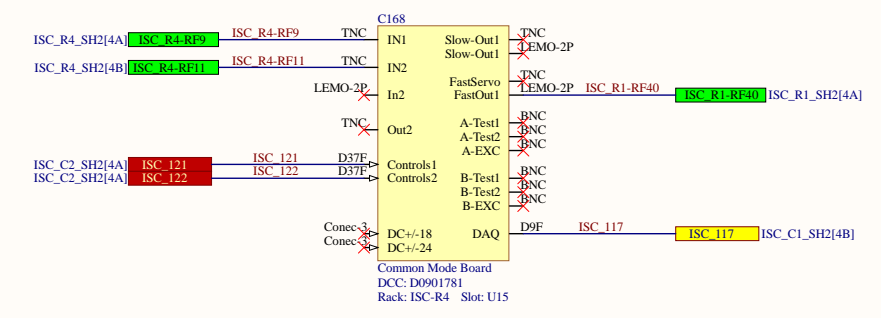 C168
ISC_R4_SH2[4A] ISC_R4-RF9 ISC_R4-RF9 TNC IN1 Slow-Out1 TNC
Slow-Out1 LEMO-2P
ISC_R4_SH2[4B] ISC_R4-RF11 ISC_R4-RF11 TNC IN2
FastServo TNC
LEMO-2P In2 FastOut1 LEMO-2P ISC_R1-RF40 ISC_R1-RF40 ISC_R1_SH2[4A]
A-Test1 BNC
TNC Out2 A-Test2 BNC
A-EXC BNC
ISC_C2_SH2[4A] ISC_121 ISC_121 D37F Controls1
ISC_C2_SH2[4A] ISC_122 ISC_122 D37F Controls2 B-Test1 BNC
B-Test2 BNC
B-EXC BNC
Conec-3 DC+/-18 DAQ D9F ISC_117 ISC_117 ISC_C1_SH2[4B]
Conec-3 DC+/-24
Common Mode Board
DCC: D0901781
Rack: ISC-R4 Slot: U15